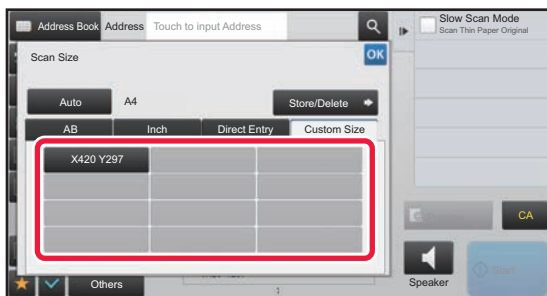 Address Book Address Touch to input Address
Slow Scan Mode
Scan Thin Paper Original
Scan Size
OK
Auto A4 Store/Delete
AB Inch Direct Entry Custom Size
X420 Y297
CA
Others
Speaker
Start